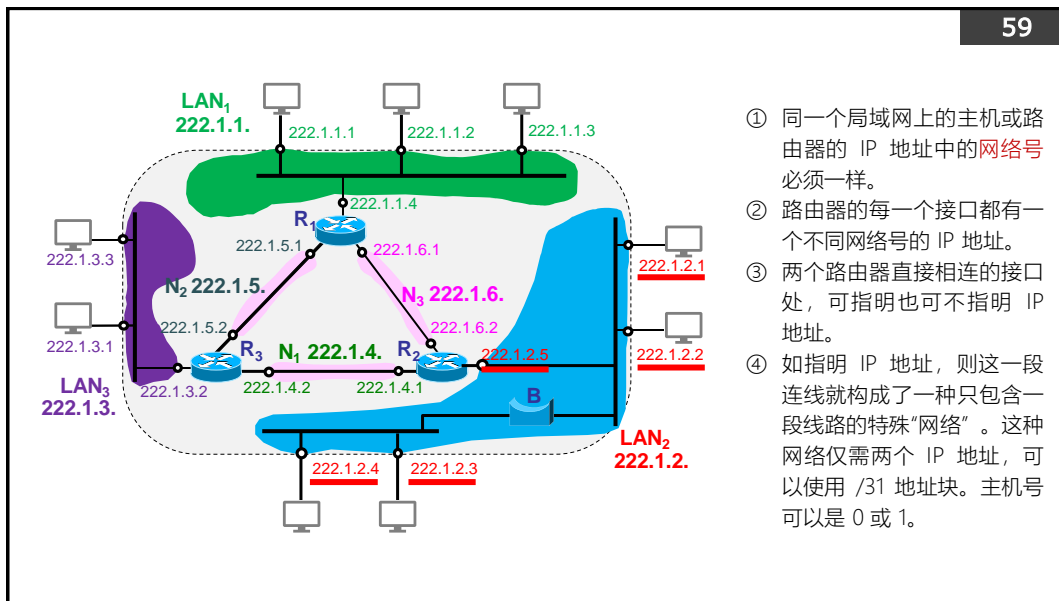 59
LAN₁
222.1.1.
222.1.1.1
222.1.1.2
222.1.1.3
222.1.1.4
R₁
222.1.5.1
222.1.6.1
222.1.3.3
N₂ 222.1.5.
N₃ 222.1.6.
222.1.2.1
222.1.3.1
222.1.5.2
222.1.6.2
R₃
N₁ 222.1.4.
R₂
222.1.2.5
222.1.2.2
LAN₃
222.1.3.
222.1.3.2
222.1.4.2
222.1.4.1
B
LAN₂
222.1.2.
222.1.2.4
222.1.2.3
① 同一个局域网上的主机或路
由器的 IP 地址中的网络号
必须一样。
② 路由器的每一个接口都有一
个不同网络号的 IP 地址。
③ 两个路由器直接相连的接口
处，可指明也可不指明 IP
地址。
④ 如指明 IP 地址，则这一段
连线就构成了一种只包含一
段线路的特殊“网络” 。这种
网络仅需两个 IP 地址，可
以使用 /31 地址块。主机号
可以是 0 或 1。